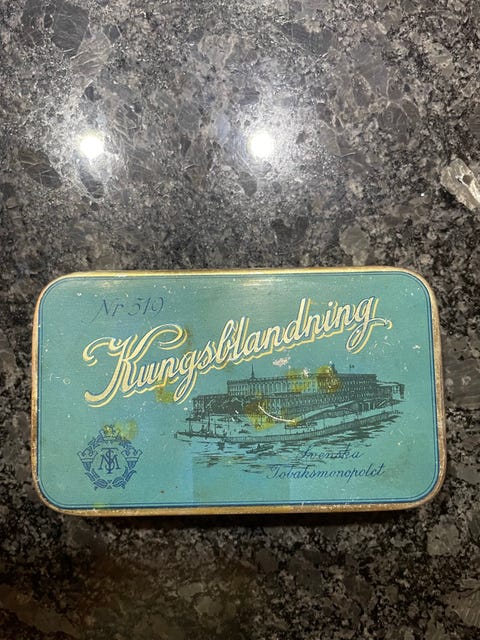 Nr 519
Kungsblandning
Svenska
Tobaksmonopolet